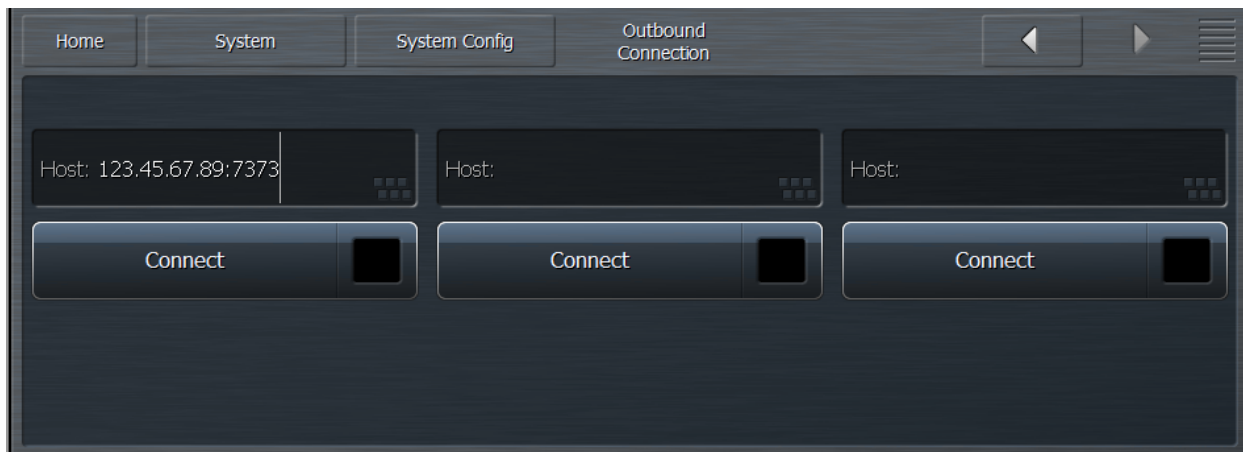 Home
System
System Config
Outbound
Connection
Host: 123.45.67.89:7373
Host:
Host:
Connect
Connect
Connect